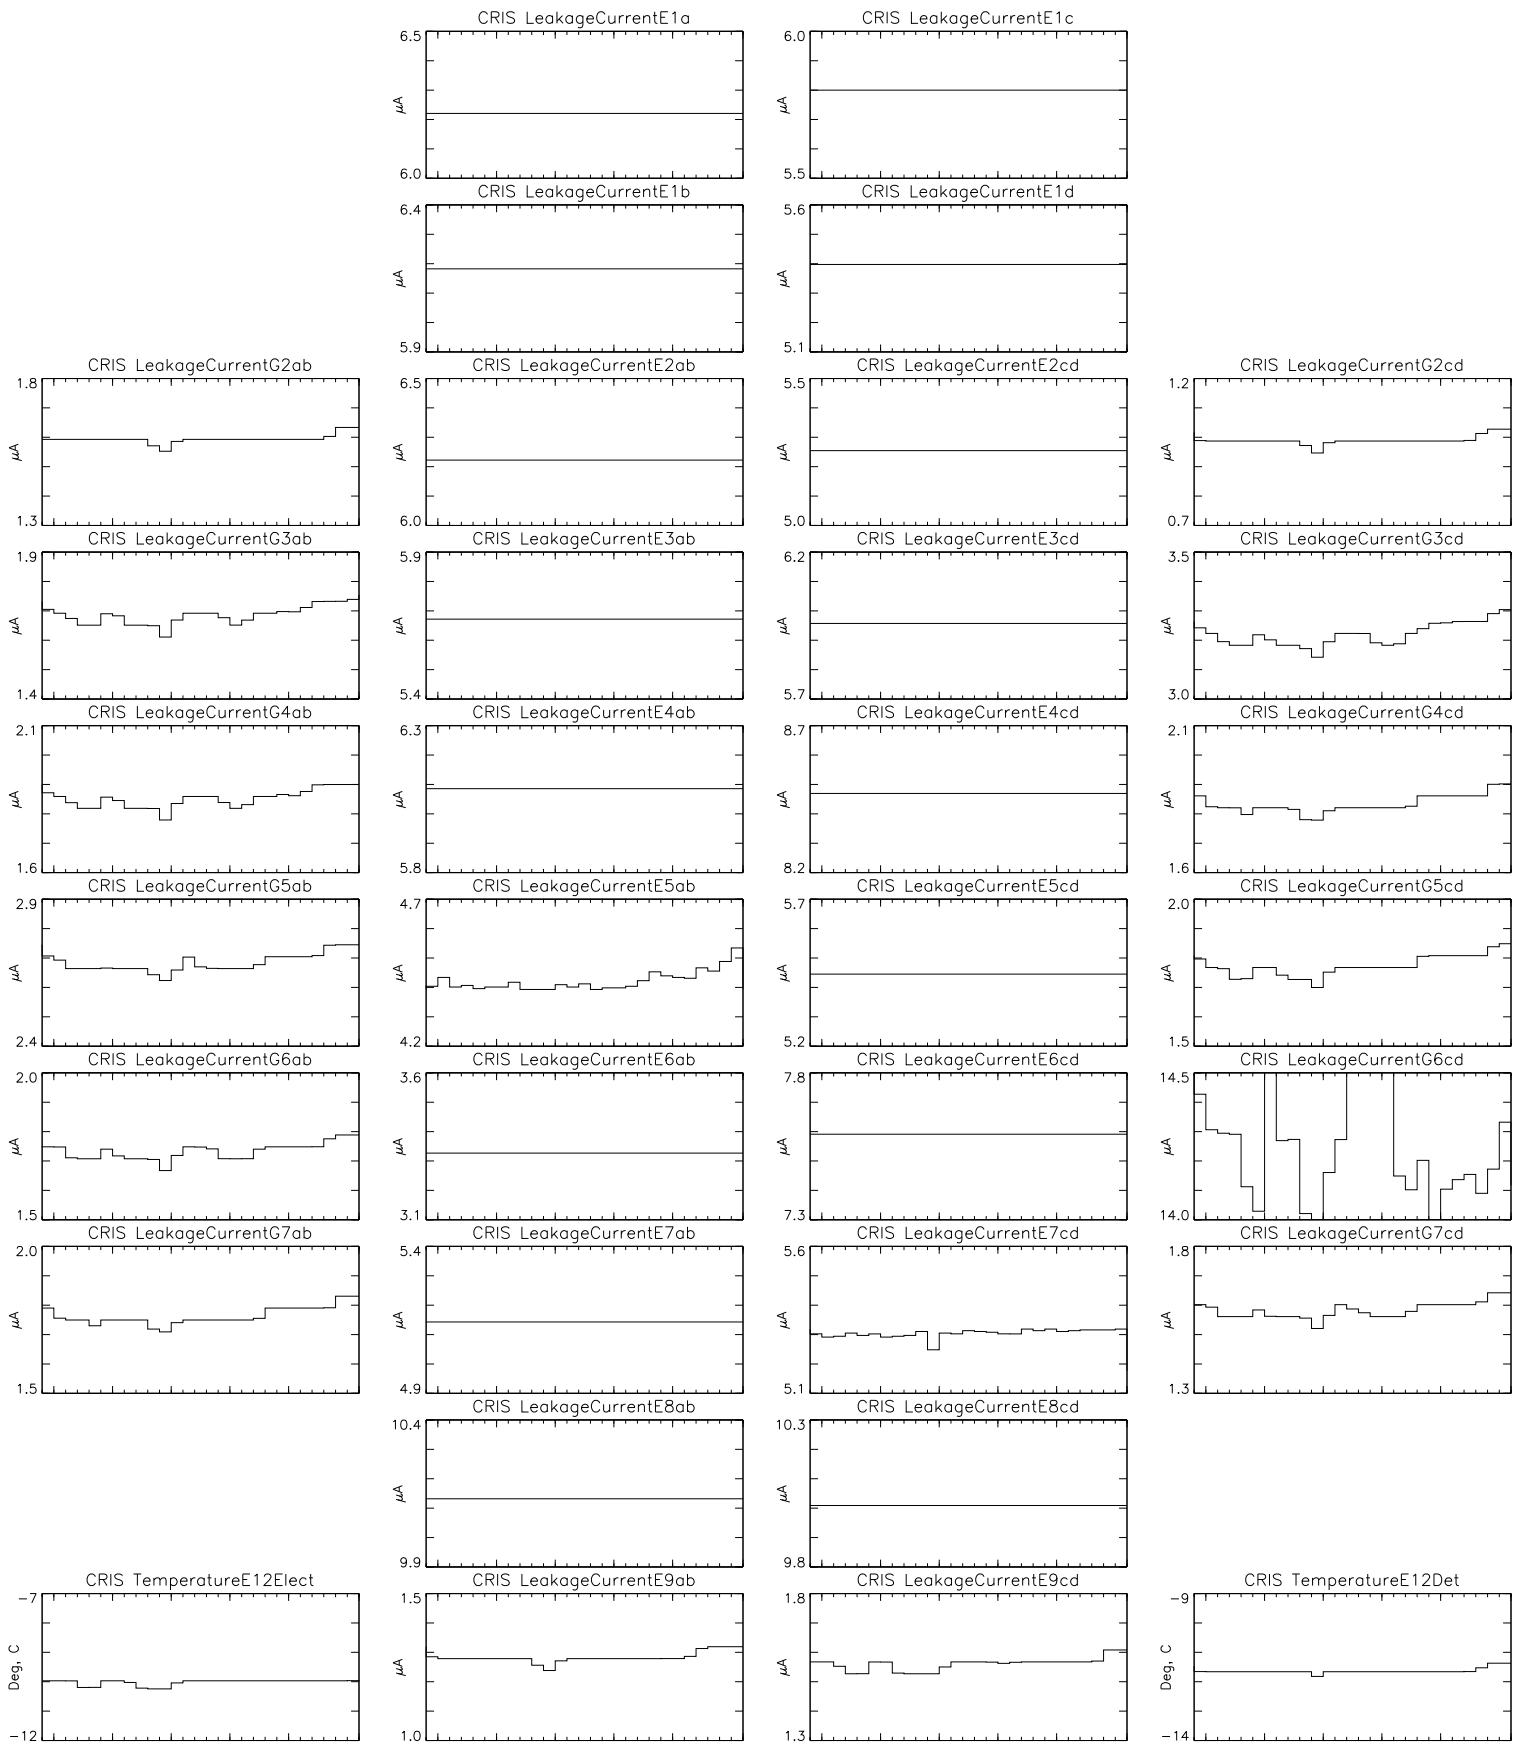 CRIS LeakageCurrentE1a
6.5
μA
6.0
CRIS LeakageCurrentE1c
6.0
μA
5.5
CRIS LeakageCurrentE1b
6.4
μA
5.9
CRIS LeakageCurrentE1d
5.6
μA
5.1
CRIS LeakageCurrentG2ab
1.8
μA
1.3
CRIS LeakageCurrentE2ab
6.5
μA
6.0
CRIS LeakageCurrentE2cd
5.5
μA
5.0
CRIS LeakageCurrentG2cd
1.2
μA
0.7
CRIS LeakageCurrentG3ab
1.9
μA
1.4
CRIS LeakageCurrentE3ab
5.9
μA
5.4
CRIS LeakageCurrentE3cd
6.2
μA
5.7
CRIS LeakageCurrentG3cd
3.5
μA
3.0
CRIS LeakageCurrentG4ab
2.1
μA
1.6
CRIS LeakageCurrentE4ab
6.3
μA
5.8
CRIS LeakageCurrentE4cd
8.7
μA
8.2
CRIS LeakageCurrentG4cd
2.1
μA
1.6
CRIS LeakageCurrentG5ab
2.9
μA
2.4
CRIS LeakageCurrentE5ab
4.7
μA
4.2
CRIS LeakageCurrentE5cd
5.7
μA
5.2
CRIS LeakageCurrentG5cd
2.0
μA
1.5
CRIS LeakageCurrentG6ab
2.0
μA
1.5
CRIS LeakageCurrentE6ab
3.6
μA
3.1
CRIS LeakageCurrentE6cd
7.8
μA
7.3
CRIS LeakageCurrentG6cd
14.5
μA
14.0
CRIS LeakageCurrentG7ab
2.0
μA
1.5
CRIS LeakageCurrentE7ab
5.4
μA
4.9
CRIS LeakageCurrentE7cd
5.6
μA
5.1
CRIS LeakageCurrentG7cd
1.8
μA
1.3
CRIS LeakageCurrentE8ab
10.4
μA
9.9
CRIS LeakageCurrentE8cd
10.3
μA
9.8
CRIS TemperatureE12Elect
−7
Deg, C
−12
CRIS LeakageCurrentE9ab
1.5
μA
1.0
CRIS LeakageCurrentE9cd
1.8
μA
1.3
CRIS TemperatureE12Det
−9
Deg, C
−14